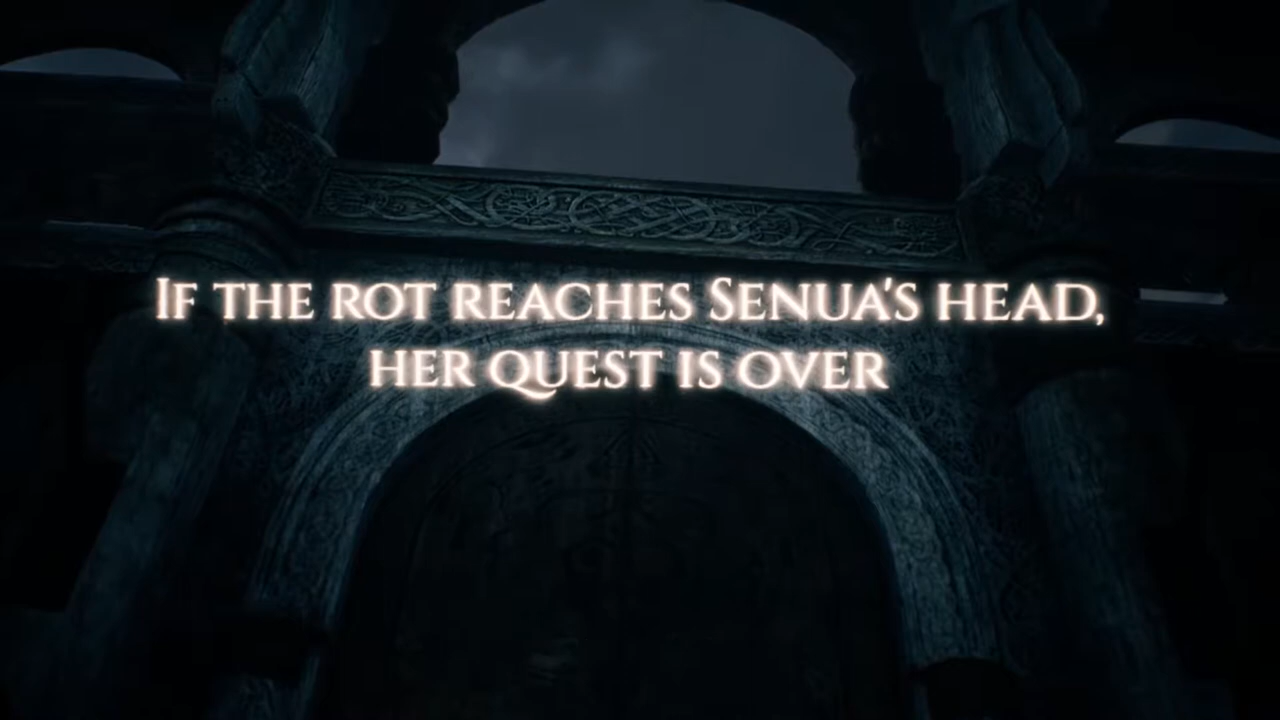 If the rot reaches Senua's head,
her quest is over